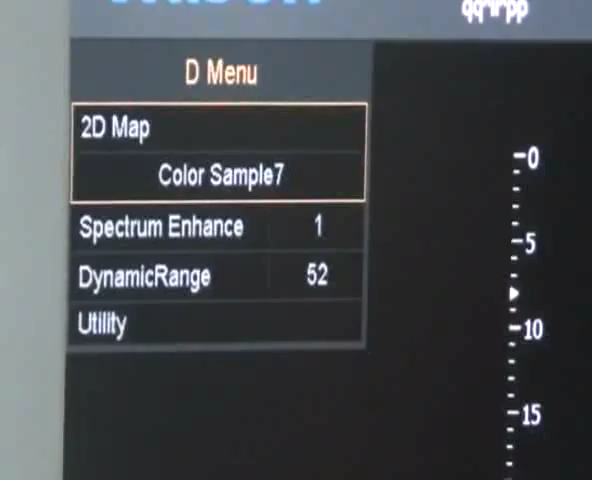 D Menu
2D Map
Color Sample7
Spectrum Enhance 1
DynamicRange 52
Utility
0
5
10
15